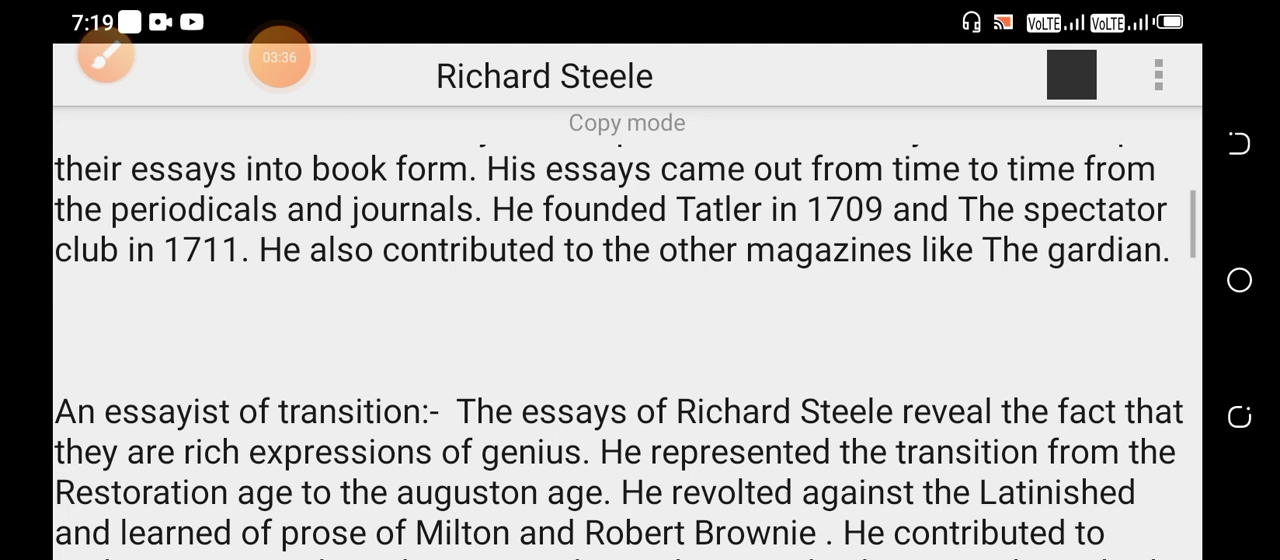 7:19
VoLTE VoLTE
03:36
Richard Steele
Copy mode
their essays into book form. His essays came out from time to time from
the periodicals and journals. He founded Tatler in 1709 and The spectator
club in 1711. He also contributed to the other magazines like The gardian.
An essayist of transition:-  The essays of Richard Steele reveal the fact that
they are rich expressions of genius. He represented the transition from the
Restoration age to the auguston age. He revolted against the Latinished
and learned of prose of Milton and Robert Brownie . He contributed to